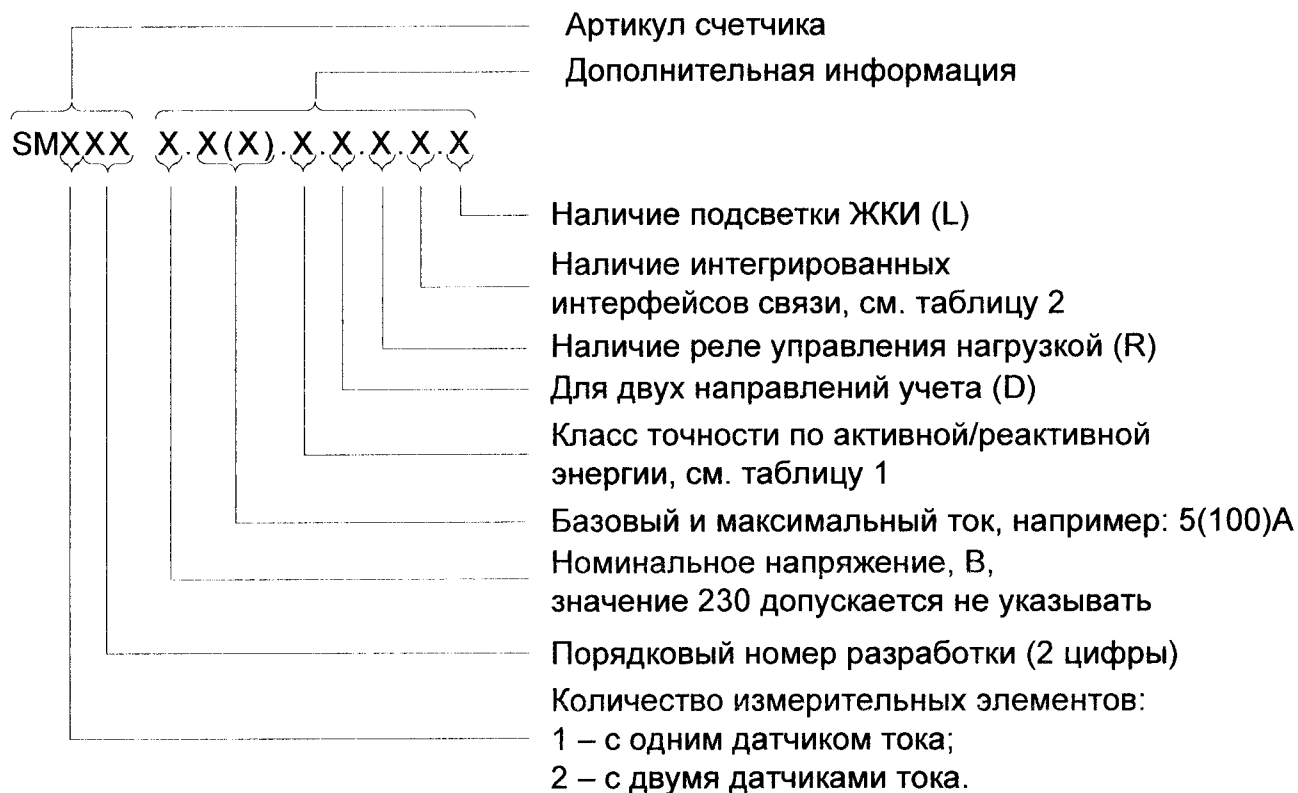 Артикул счетчика
Дополнительная информация
SMXXX X.X(X).X.X.X.X.X
Наличие подсветки ЖКИ (L)
Наличие интегрированных
интерфейсов связи, см. таблицу 2
Наличие реле управления нагрузкой (R)
Для двух направлений учета (D)
Класс точности по активной/реактивной
энергии, см. таблицу 1
Базовый и максимальный ток, например: 5(100)А
Номинальное напряжение, В,
значение 230 допускается не указывать
Порядковый номер разработки (2 цифры)
Количество измерительных элементов:
1 – с одним датчиком тока;
2 – с двумя датчиками тока.